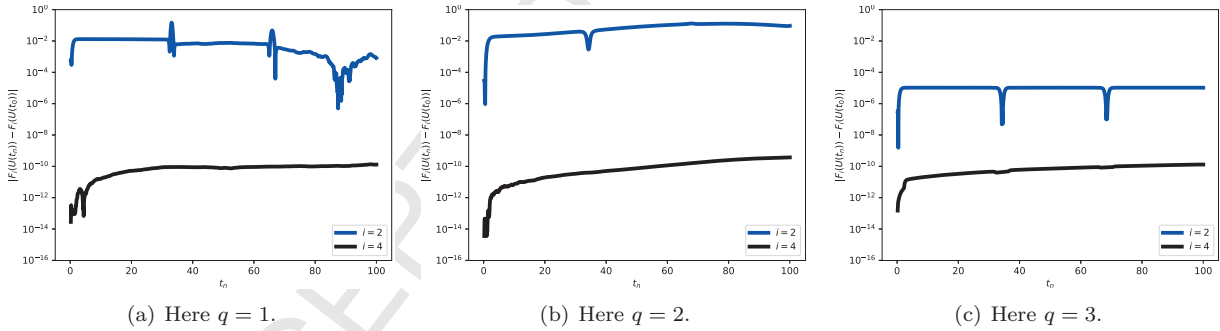 |F_i(U(t_n)) − F_i(U(t_0))|
10^0
10^−2
10^−4
10^−6
10^−8
10^−10
10^−12
10^−14
10^−16
0 20 40 60 80 100
t_n
i = 2
i = 4
(a) Here q = 1.
|F_i(U(t_n)) − F_i(U(t_0))|
10^0
10^−2
10^−4
10^−6
10^−8
10^−10
10^−12
10^−14
10^−16
0 20 40 60 80 100
t_n
i = 2
i = 4
(b) Here q = 2.
|F_i(U(t_n)) − F_i(U(t_0))|
10^0
10^−2
10^−4
10^−6
10^−8
10^−10
10^−12
10^−14
10^−16
0 20 40 60 80 100
t_n
i = 2
i = 4
(c) Here q = 3.